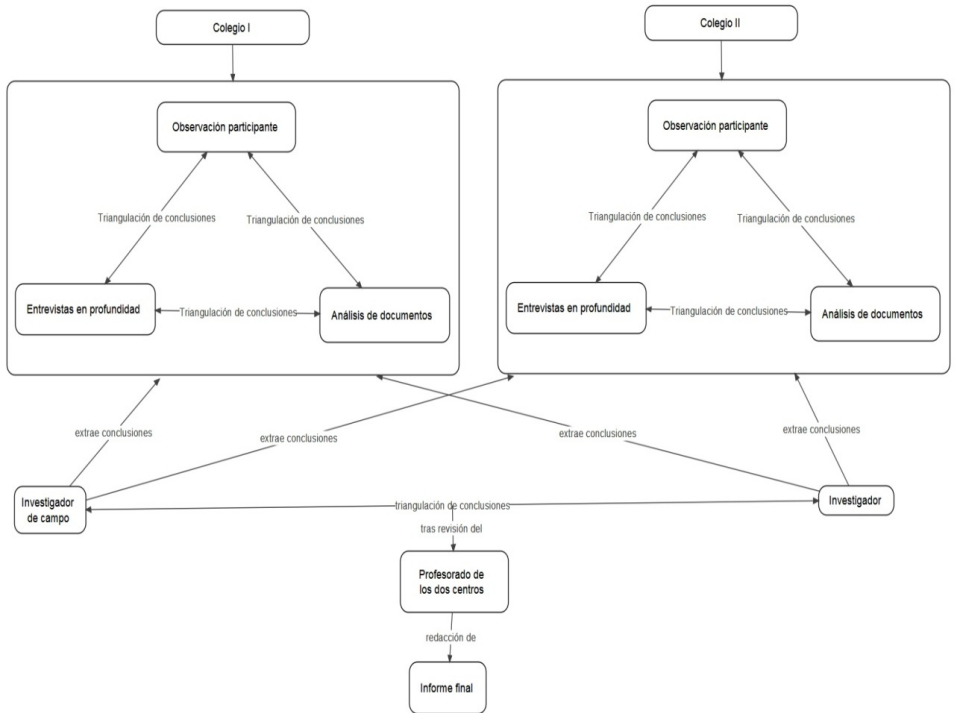 Colegio I
Colegio II
Observación participante
Observación participante
Triangulación de conclusiones
Triangulación de conclusiones
Triangulación de conclusiones
Triangulación de conclusiones
Entrevistas en profundidad
Triangulación de conclusiones
Análisis de documentos
Entrevistas en profundidad
Triangulación de conclusiones
Análisis de documentos
extrae conclusiones
extrae conclusiones
extrae conclusiones
extrae conclusiones
Investigador
de campo
triangulación de conclusiones
Investigador
tras revisión del
Profesorado de
los dos centros
redacción de
Informe final